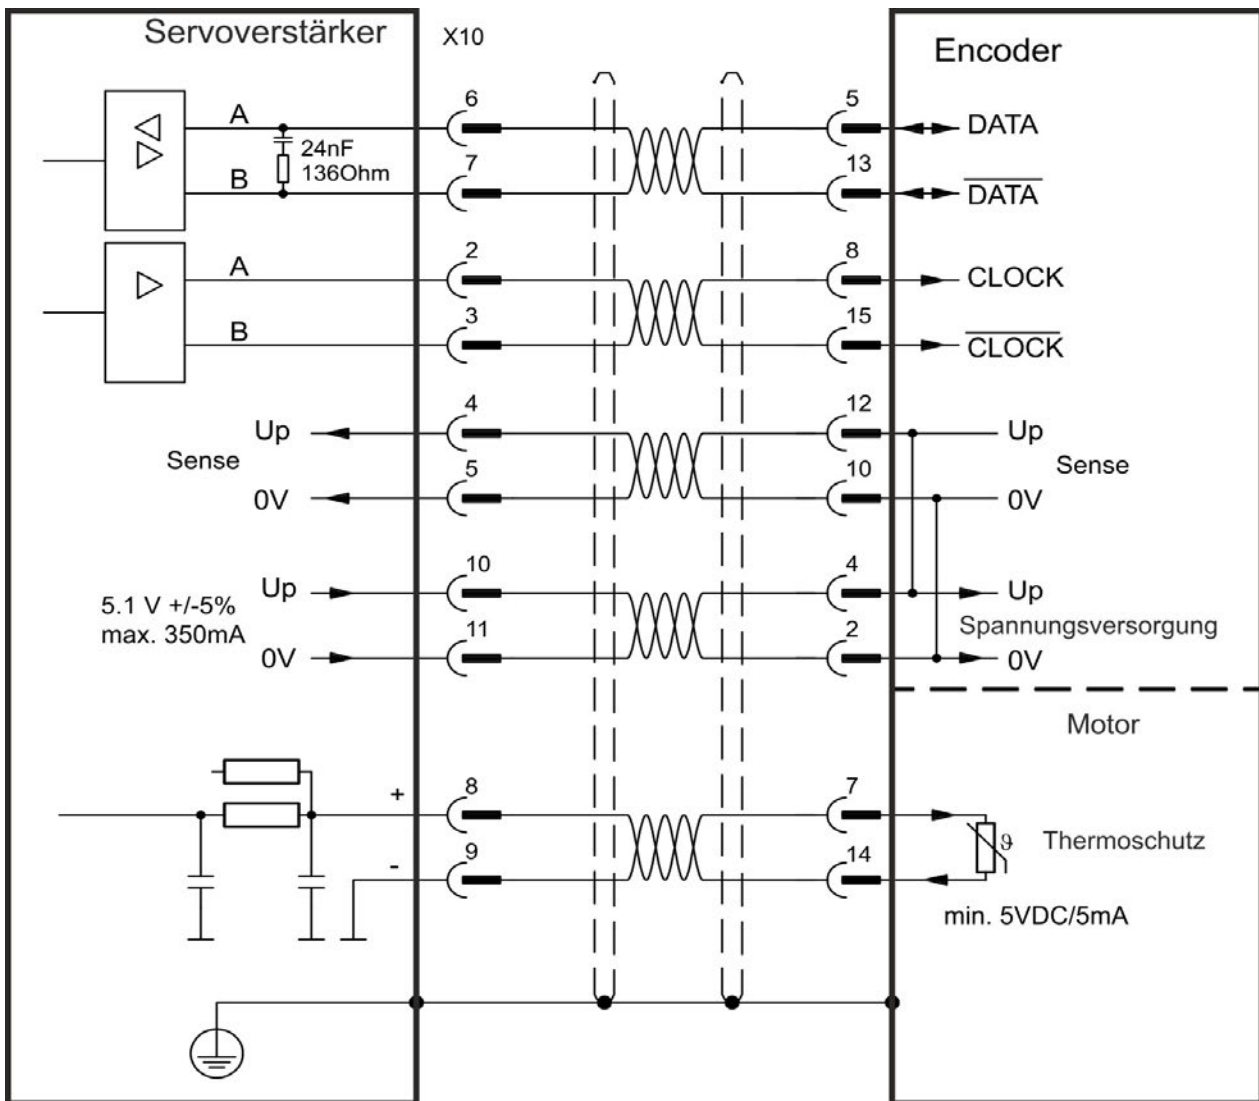 Servoverstärker
X10
Encoder
A
6
5
DATA
24nF
136Ohm
B
7
13
DATA
A
2
8
CLOCK
B
3
15
CLOCK
Up
4
12
Up
Sense
Sense
0V
5
10
0V
Up
10
4
Up
5.1 V +/-5%
max. 350mA
Spannungsversorgung
0V
11
2
0V
Motor
+
8
7
ϑ
Thermoschutz
-
9
14
min. 5VDC/5mA